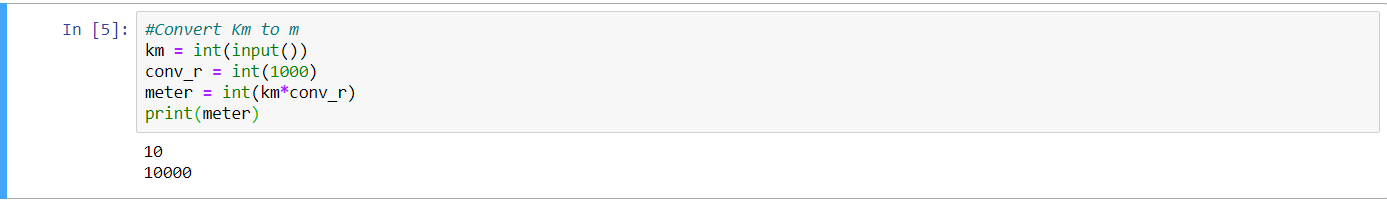 In [5]: #Convert Km to m
km = int(input())
conv_r = int(1000)
meter = int(km*conv_r)
print(meter)
10
10000